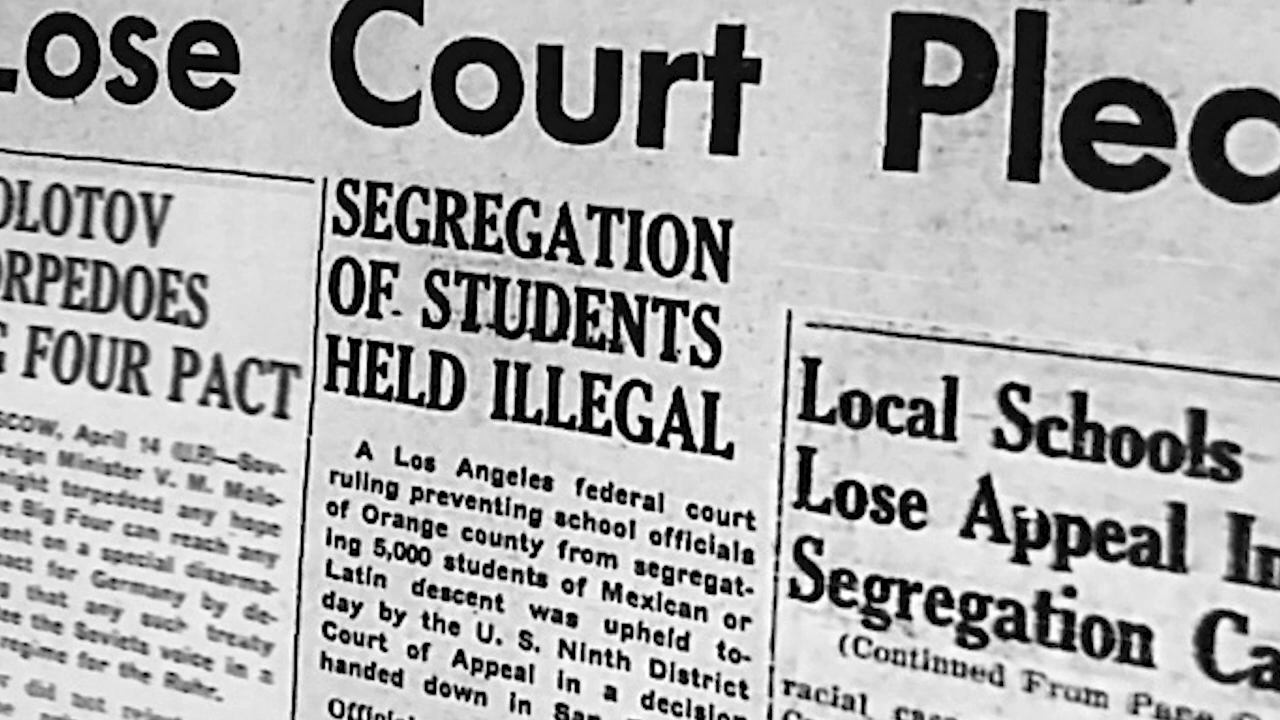 Lose Court Plea
OLOTOV
ORPEDOES
G FOUR PACT
SCOW, April 14 (U.P.)—Sov-
reign Minister V. M. Molo-
night torpedoed any hope
e Big Four can reach any
ent on a special disarma-
pact for Germany by de-
that any such treaty
ee the Soviets voice in a
regime for the Ruhr.
did not
SEGREGATION
OF STUDENTS
HELD ILLEGAL
A Los Angeles federal court
ruling preventing school officials
of Orange county from segregat-
ing 5,000 students of Mexican or
Latin descent was upheld to-
day by the U. S. Ninth District
Court of Appeal in a decision
handed down in San
Local Schools
Lose Appeal In
Segregation Ca
(Continued From Page
racial